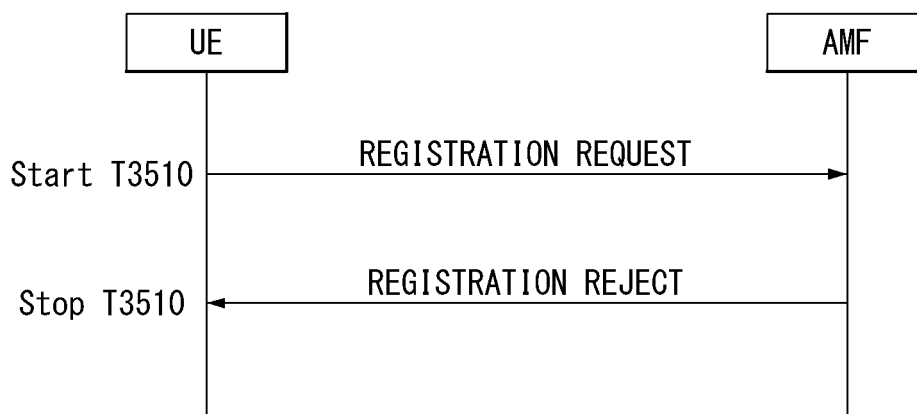 UE
AMF
REGISTRATION REQUEST
Start T3510
REGISTRATION REJECT
Stop T3510